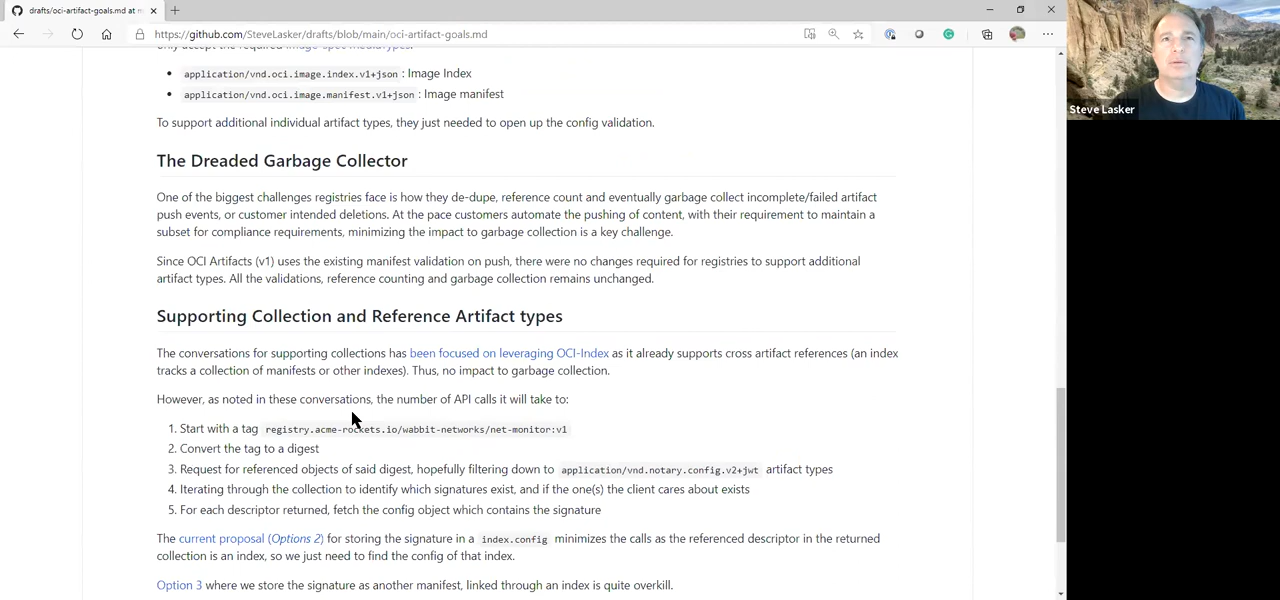 drafts/oci-artifact-goals.md at m
https://github.com/SteveLasker/drafts/blob/main/oci-artifact-goals.md
Steve Lasker
only accept the required image-spec mediaTypes.
• application/vnd.oci.image.index.v1+json : Image Index
• application/vnd.oci.image.manifest.v1+json : Image manifest
To support additional individual artifact types, they just needed to open up the config validation.
The Dreaded Garbage Collector
One of the biggest challenges registries face is how they de-dupe, reference count and eventually garbage collect incomplete/failed artifact
push events, or customer intended deletions. At the pace customers automate the pushing of content, with their requirement to maintain a
subset for compliance requirements, minimizing the impact to garbage collection is a key challenge.
Since OCI Artifacts (v1) uses the existing manifest validation on push, there were no changes required for registries to support additional
artifact types. All the validations, reference counting and garbage collection remains unchanged.
Supporting Collection and Reference Artifact types
The conversations for supporting collections has been focused on leveraging OCI-Index as it already supports cross artifact references (an index
tracks a collection of manifests or other indexes). Thus, no impact to garbage collection.
However, as noted in these conversations, the number of API calls it will take to:
1. Start with a tag registry.acme-rockets.io/wabbit-networks/net-monitor:v1
2. Convert the tag to a digest
3. Request for referenced objects of said digest, hopefully filtering down to application/vnd.notary.config.v2+jwt artifact types
4. Iterating through the collection to identify which signatures exist, and if the one(s) the client cares about exists
5. For each descriptor returned, fetch the config object which contains the signature
The current proposal (Options 2) for storing the signature in a index.config minimizes the calls as the referenced descriptor in the returned
collection is an index, so we just need to find the config of that index.
Option 3 where we store the signature as another manifest, linked through an index is quite overkill.